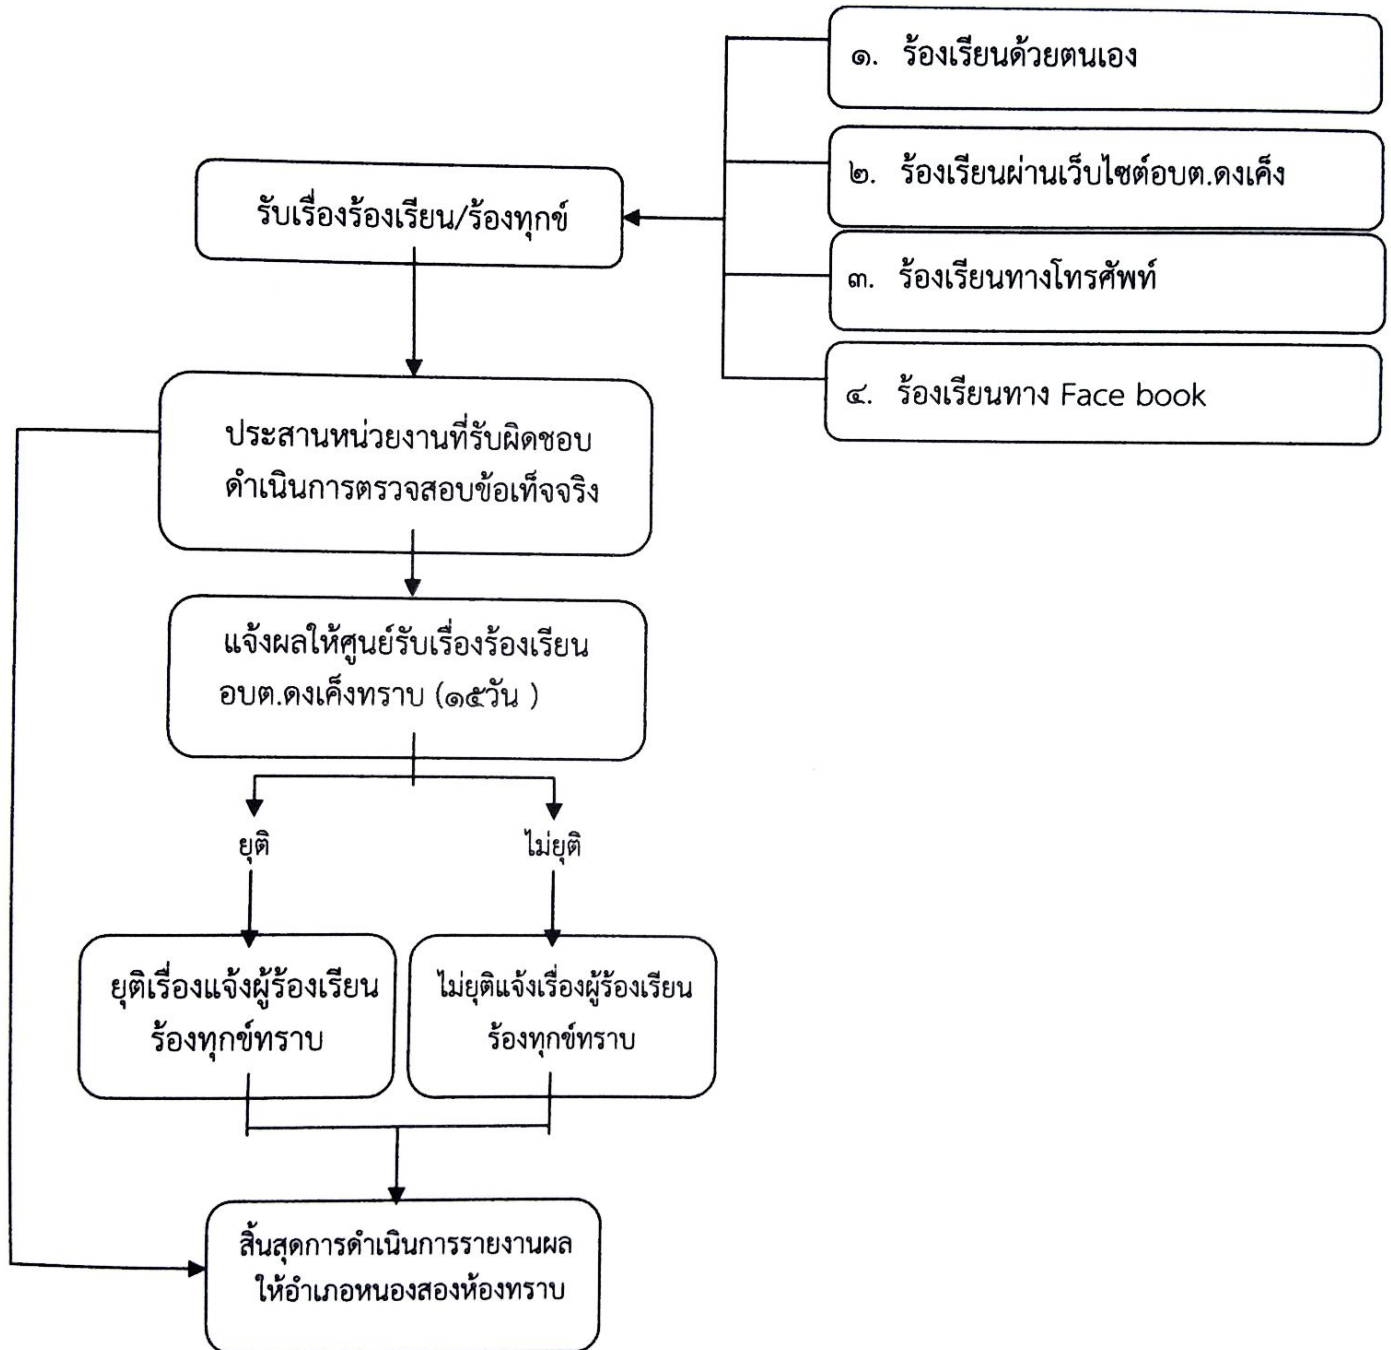 ๑. ร้องเรียนด้วยตนเอง
๒. ร้องเรียนผ่านเว็บไซต์อบต.ดงเค็ง
๓. ร้องเรียนทางโทรศัพท์
๔. ร้องเรียนทาง Face book
รับเรื่องร้องเรียน/ร้องทุกข์
ประสานหน่วยงานที่รับผิดชอบ
ดำเนินการตรวจสอบข้อเท็จจริง
แจ้งผลให้ศูนย์รับเรื่องร้องเรียน
อบต.ดงเค็งทราบ (๑๕วัน )
ยุติ
ไม่ยุติ
ยุติเรื่องแจ้งผู้ร้องเรียน
ร้องทุกข์ทราบ
ไม่ยุติแจ้งเรื่องผู้ร้องเรียน
ร้องทุกข์ทราบ
สิ้นสุดการดำเนินการรายงานผล
ให้อำเภอหนองสองห้องทราบ